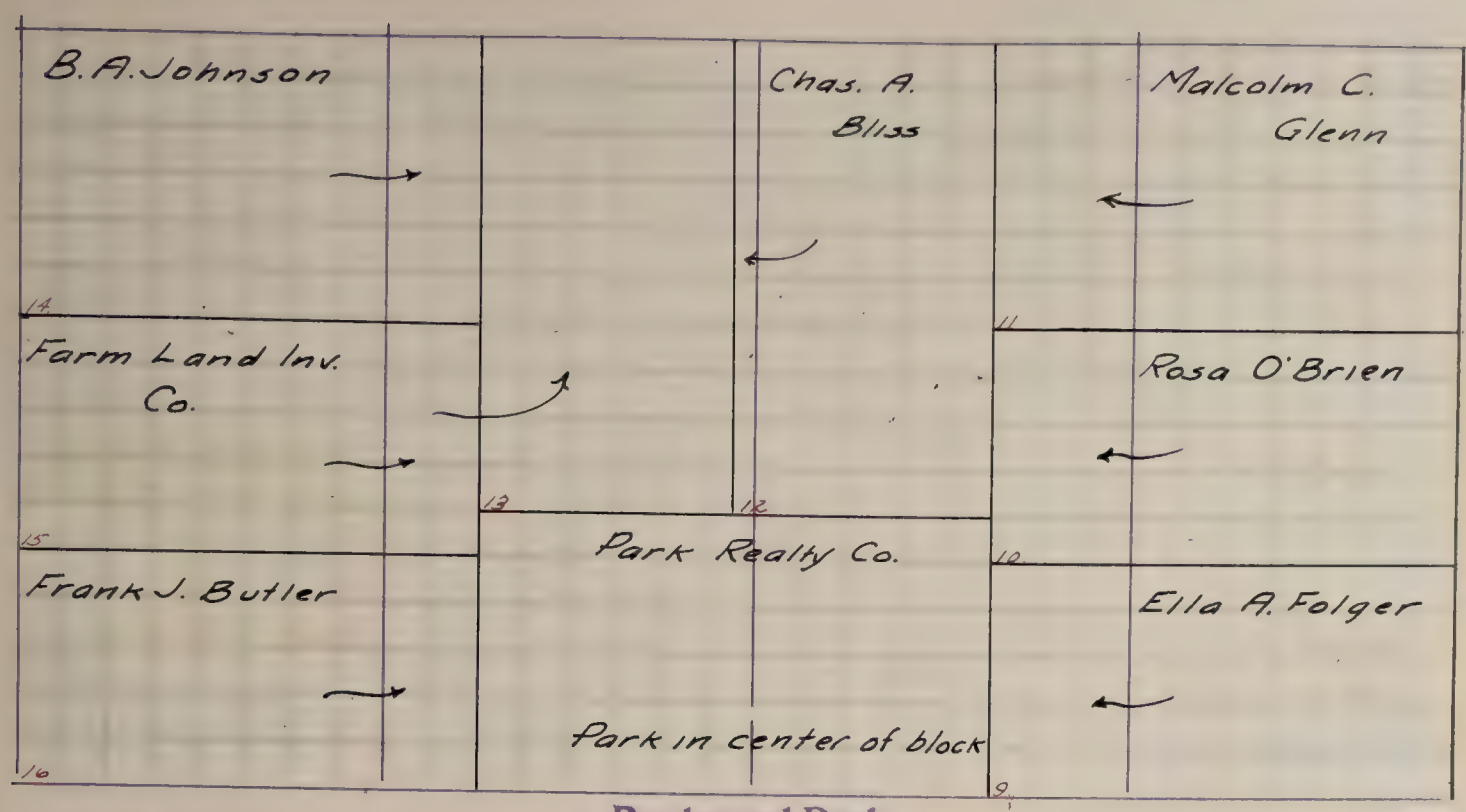 B.A. Johnson
14
Farm Land Inv.
Co.
15
Frank J. Butler
16
13
Chas. A.
Bliss
12
Park Realty Co.
Park in center of block
Malcolm C.
Glenn
11
Rosa O'Brien
10
Ella A. Folger
9